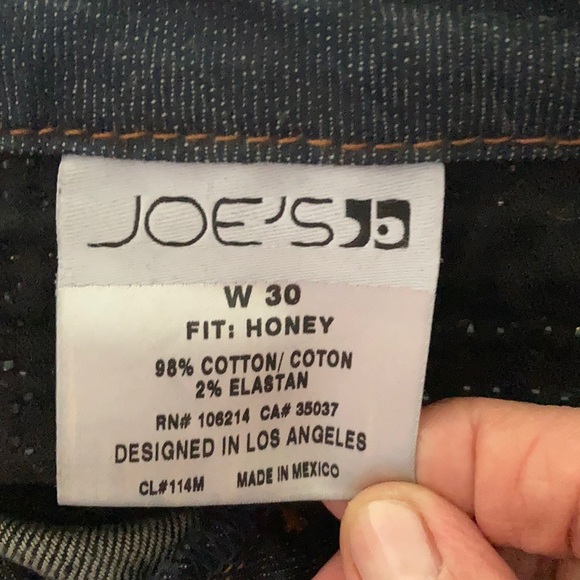 JOE'S
W 30
FIT: HONEY
98% COTTON/ COTON
2% ELASTAN
RN# 106214 CA# 35037
DESIGNED IN LOS ANGELES
CL#114M MADE IN MEXICO